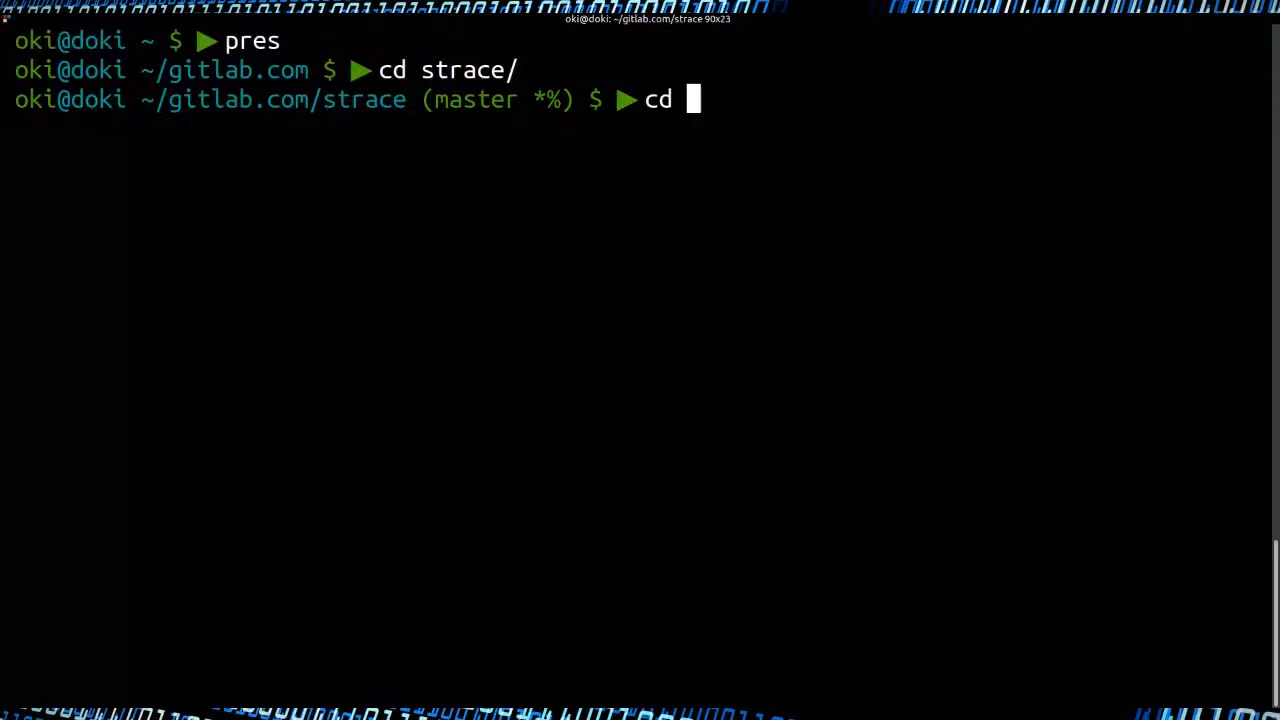 oki@doki: ~/gitlab.com/strace 90x23
oki@doki ~ $ ▶pres
oki@doki ~/gitlab.com $ ▶cd strace/
oki@doki ~/gitlab.com/strace (master *%) $ ▶cd